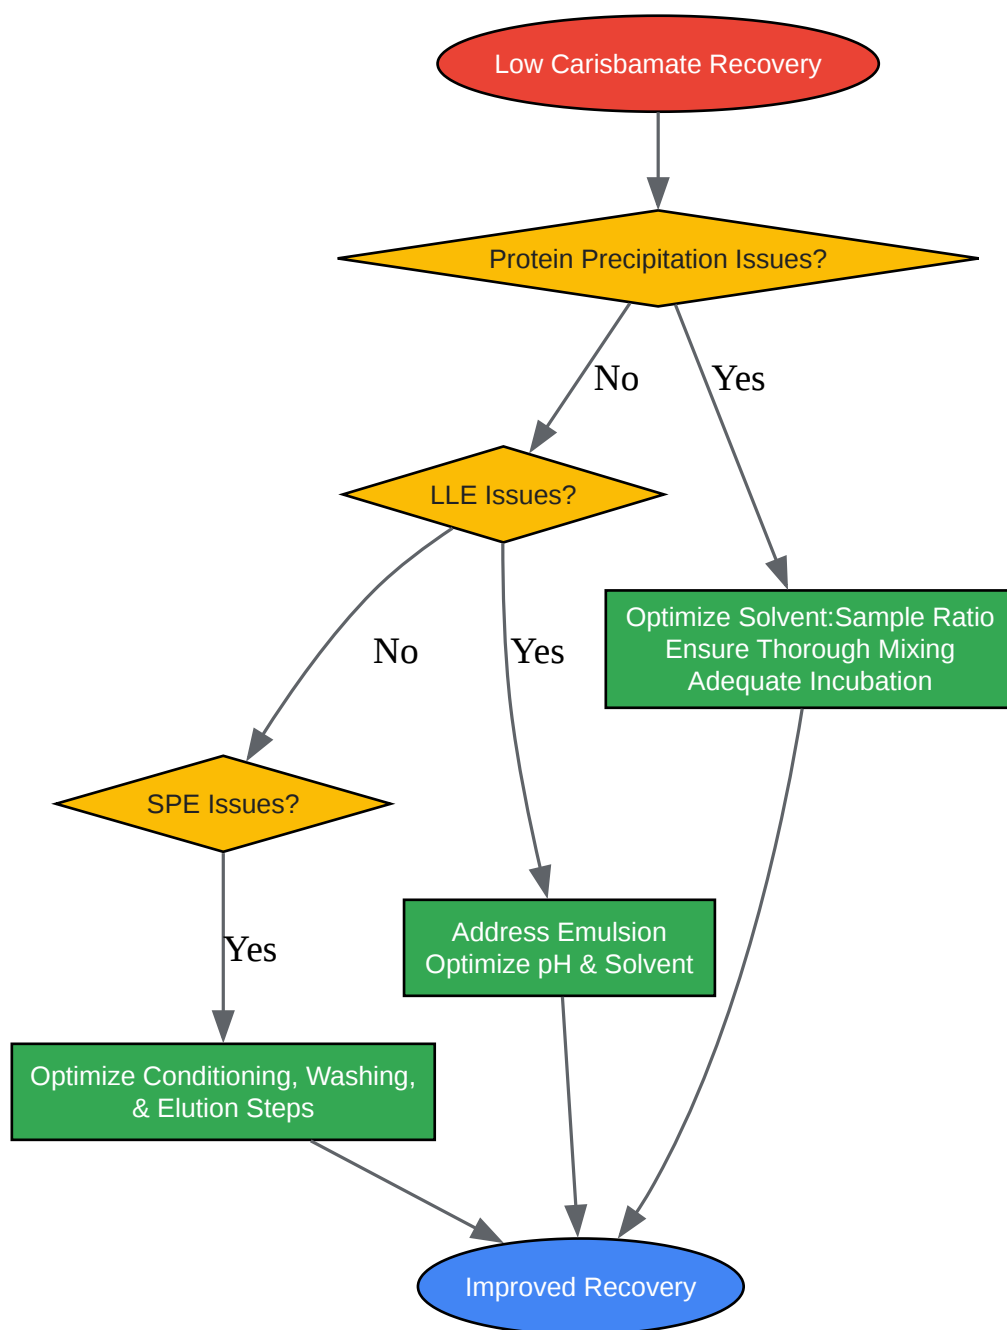 Low Carisbamate Recovery
Protein Precipitation Issues?
No
Yes
LLE Issues?
Optimize Solvent:Sample Ratio
Ensure Thorough Mixing
Adequate Incubation
No
Yes
SPE Issues?
Address Emulsion
Optimize pH & Solvent
Yes
Optimize Conditioning, Washing,
& Elution Steps
Improved Recovery